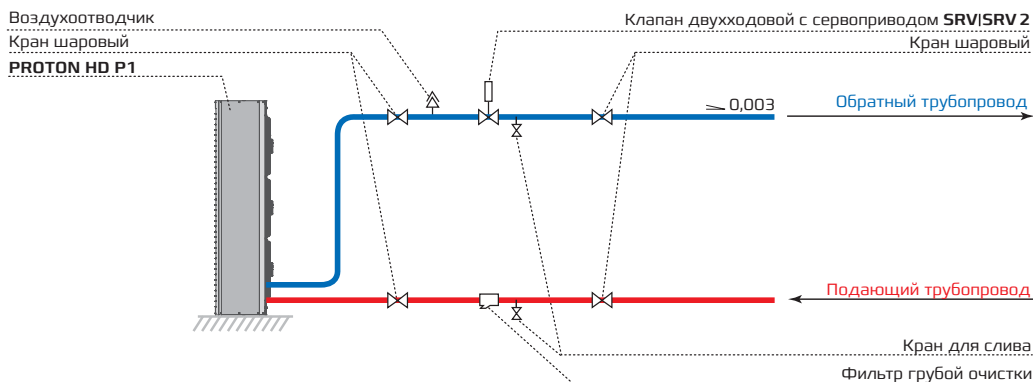 Воздухоотводчик
Клапан двухходовой с сервоприводом SRV|SRV 2
Кран шаровый
Кран шаровый
PROTON HD P1
0,003
Обратный трубопровод
Подающий трубопровод
Кран для слива
Фильтр грубой очистки